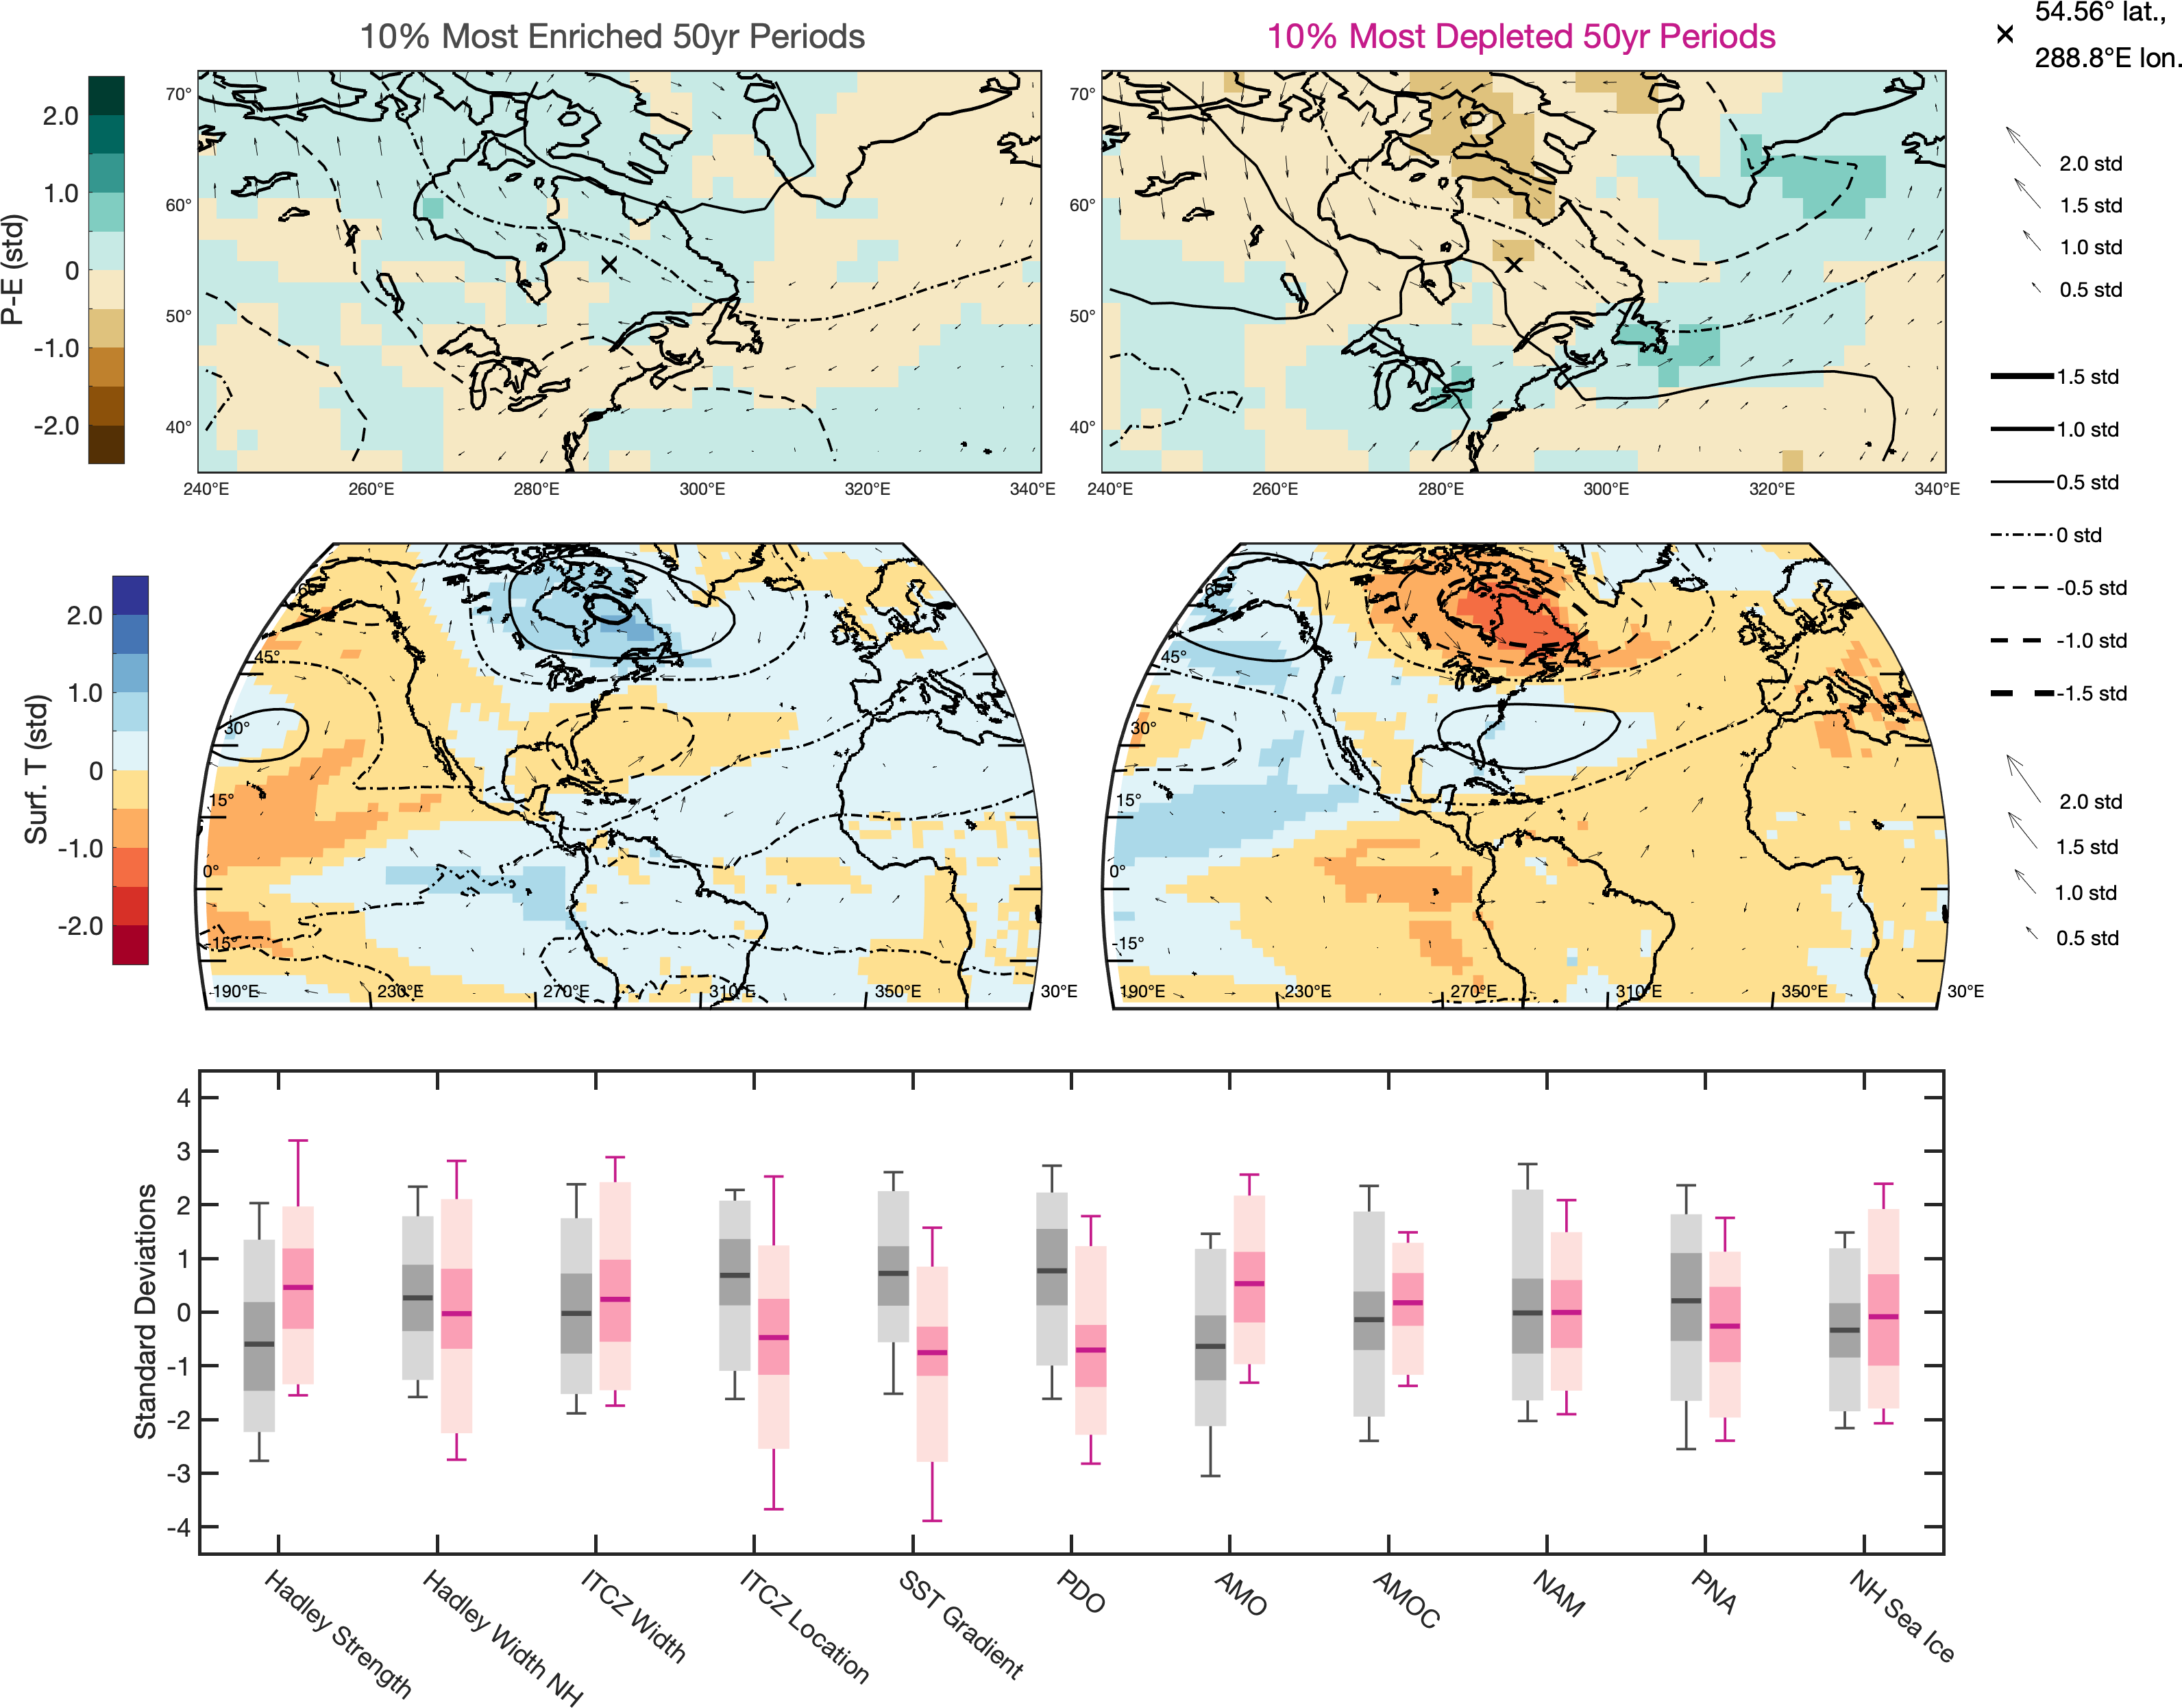 10% Most Enriched 50yr Periods
10% Most Depleted 50yr Periods
54.56° lat.,
288.8°E lon.
P-E (std)
2.0
1.0
0
-1.0
-2.0
70°
60°
50°
40°
240°E
260°E
280°E
300°E
320°E
340°E
70°
60°
50°
40°
240°E
260°E
280°E
300°E
320°E
340°E
2.0 std
1.5 std
1.0 std
0.5 std
1.5 std
1.0 std
0.5 std
0 std
-0.5 std
-1.0 std
-1.5 std
Surf. T (std)
2.0
1.0
0
-1.0
-2.0
60°
45°
30°
15°
0°
-15°
190°E
230°E
270°E
310°E
350°E
30°E
60°
45°
30°
15°
0°
-15°
190°E
230°E
270°E
310°E
350°E
30°E
2.0 std
1.5 std
1.0 std
0.5 std
Standard Deviations
4
3
2
1
0
-1
-2
-3
-4
Hadley Strength
Hadley Width NH
ITCZ Width
ITCZ Location
SST Gradient
PDO
AMO
AMOC
NAM
PNA
NH Sea Ice